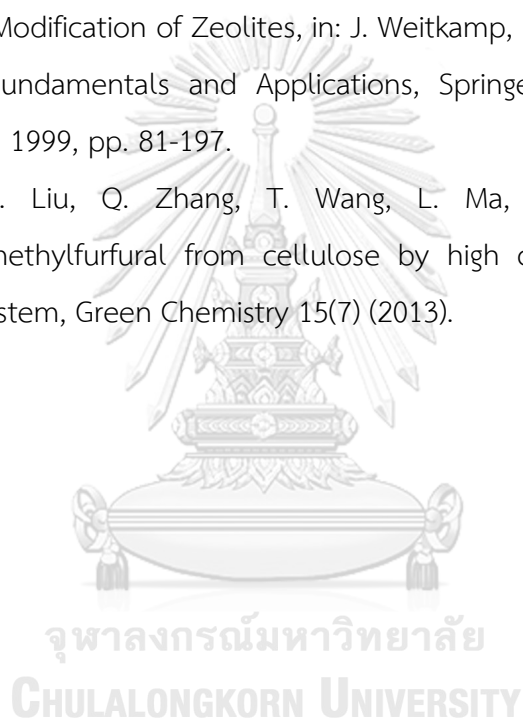 Modification of Zeolites, in: J. Weitkamp,
undamentals and Applications, Springe
1999, pp. 81-197.
. Liu, Q. Zhang, T. Wang, L. Ma,
nethylfurfural from cellulose by high
stem, Green Chemistry 15(7) (2013).
จุฬาลงกรณ์มหาวิทยาลัย
CHULALONGKORN UNIVERSITY